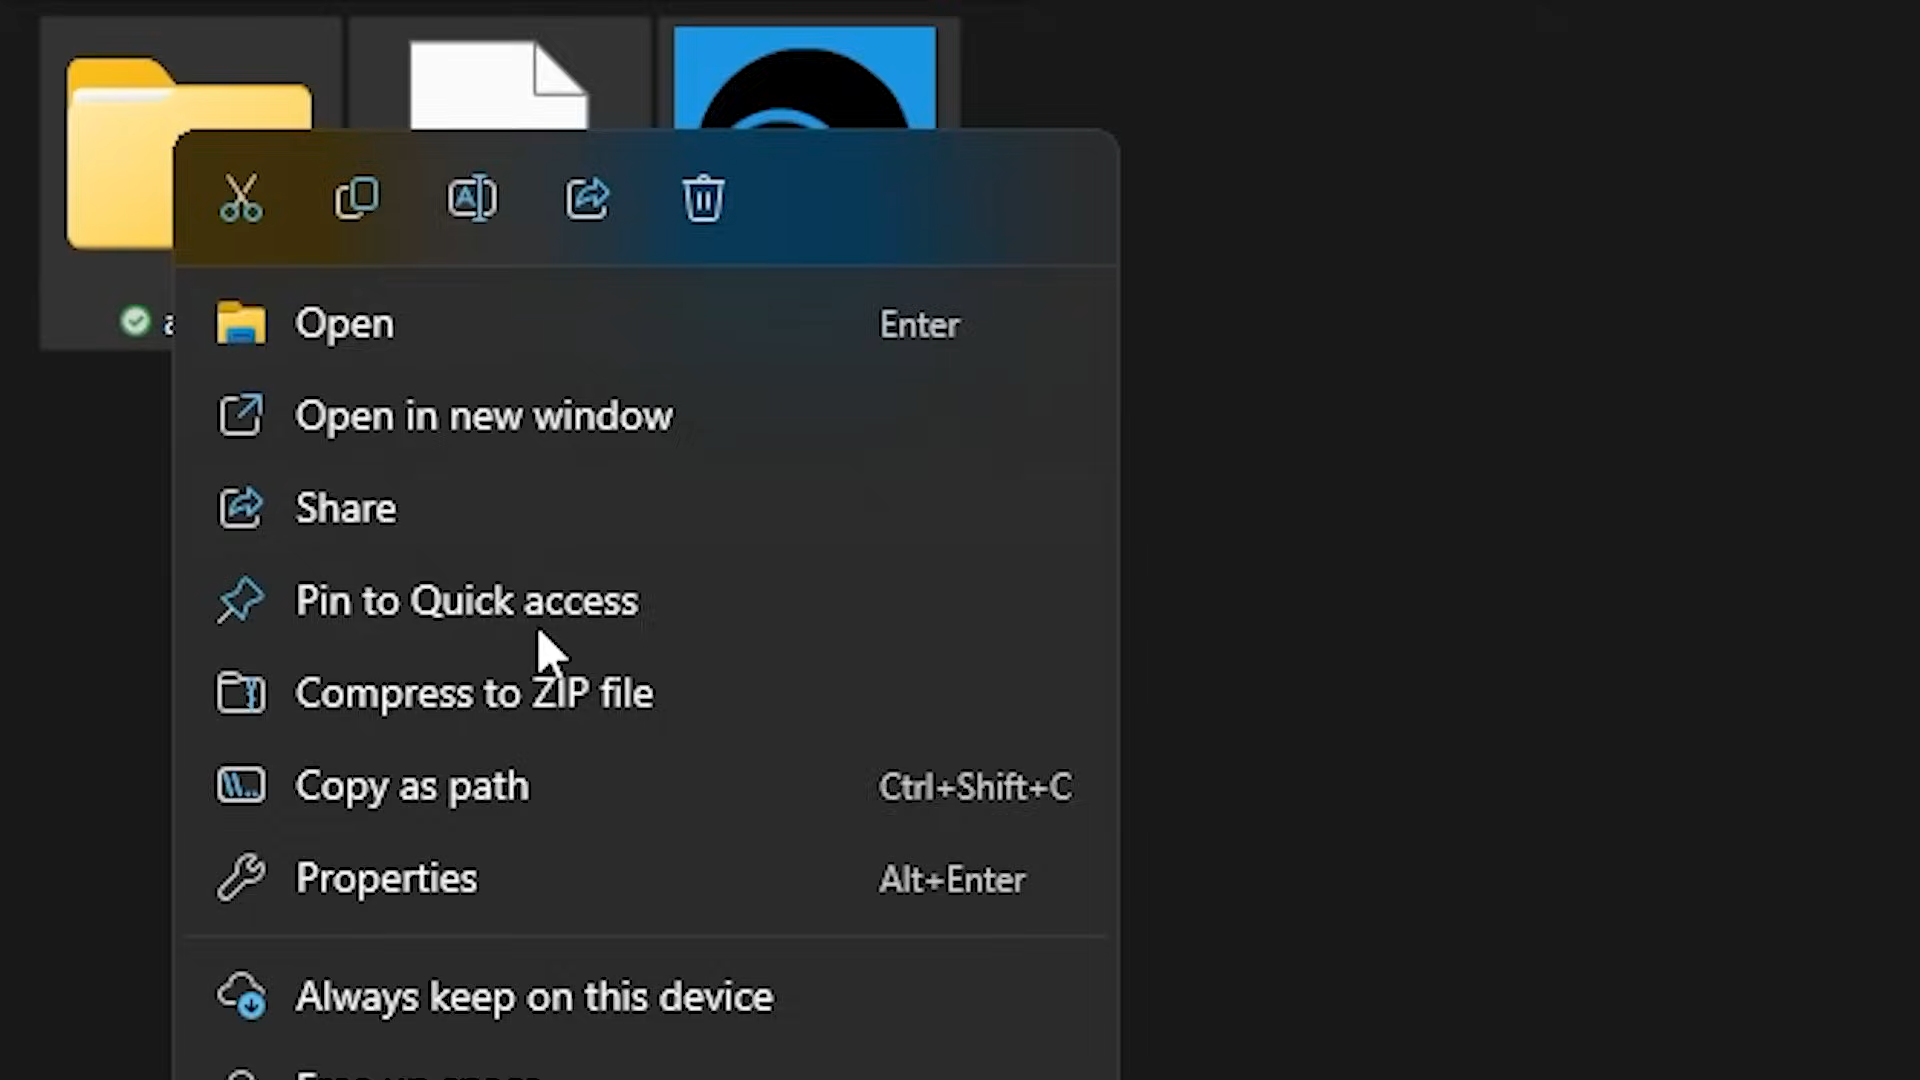 a
Open Enter
Open in new window
Share
Pin to Quick access
Compress to ZIP file
Copy as path Ctrl+Shift+C
Properties Alt+Enter
Always keep on this device